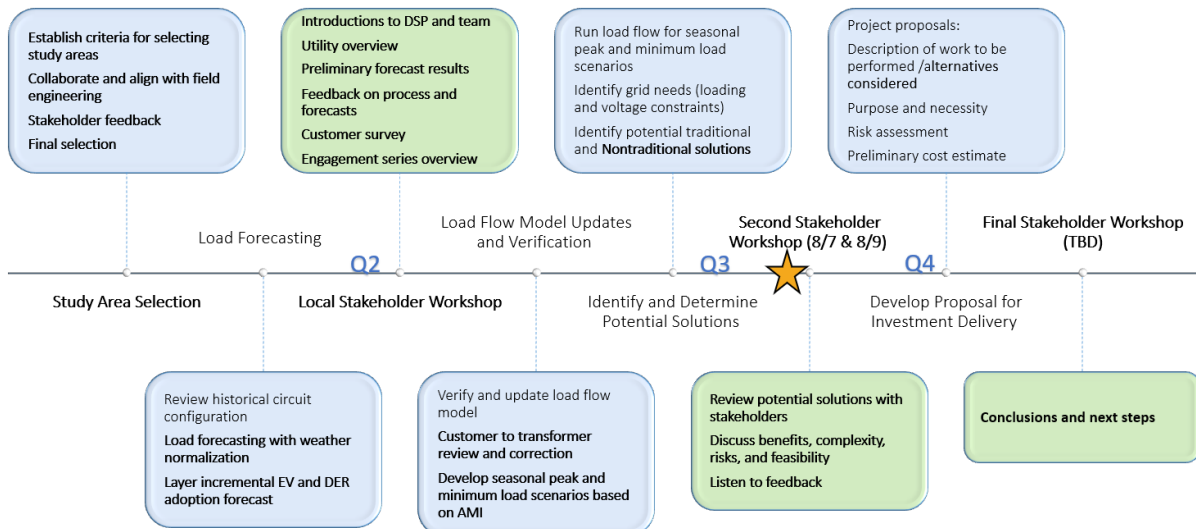 Establish criteria for selecting
study areas
Collaborate and align with field
engineering
Stakeholder feedback
Final selection
Introductions to DSP and team
Utility overview
Preliminary forecast results
Feedback on process and
forecasts
Customer survey
Engagement series overview
Run load flow for seasonal
peak and minimum load
scenarios
Identify grid needs (loading
and voltage constraints)
Identify potential traditional
and Nontraditional solutions
Project proposals:
Description of work to be
performed /alternatives
considered
Purpose and necessity
Risk assessment
Preliminary cost estimate
Load Forecasting
Load Flow Model Updates
and Verification
Second Stakeholder
Workshop (8/7 & 8/9)
Final Stakeholder Workshop
(TBD)
Q2
Q3
Q4
Study Area Selection
Local Stakeholder Workshop
Identify and Determine
Potential Solutions
Develop Proposal for
Investment Delivery
Review historical circuit
configuration
Load forecasting with weather
normalization
Layer incremental EV and DER
adoption forecast
Verify and update load flow
model
Customer to transformer
review and correction
Develop seasonal peak and
minimum load scenarios based
on AMI
Review potential solutions with
stakeholders
Discuss benefits, complexity,
risks, and feasibility
Listen to feedback
Conclusions and next steps